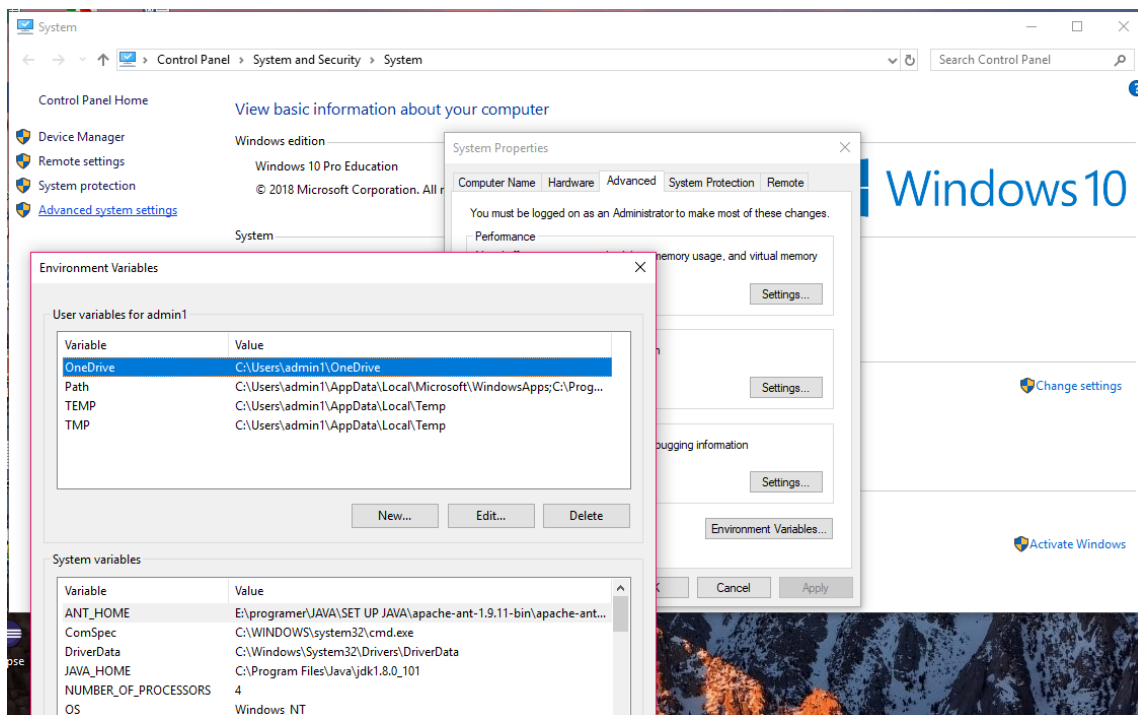 System
Control Panel > System and Security > System
Search Control Panel
Control Panel Home
Device Manager
Remote settings
System protection
Advanced system settings
View basic information about your computer
Windows edition
Windows 10 Pro Education
© 2018 Microsoft Corporation. All r
System
Windows 10
Change settings
Activate Windows
System Properties
Computer Name Hardware Advanced System Protection Remote
You must be logged on as an Administrator to make most of these changes.
Performance
memory usage, and virtual memory
Settings...
Settings...
bugging information
Settings...
Environment Variables...
Cancel Apply
Environment Variables
User variables for admin1
Variable Value
OneDrive C:\Users\admin1\OneDrive
Path C:\Users\admin1\AppData\Local\Microsoft\WindowsApps;C:\Prog...
TEMP C:\Users\admin1\AppData\Local\Temp
TMP C:\Users\admin1\AppData\Local\Temp
New... Edit... Delete
System variables
Variable Value
ANT_HOME E:\programer\JAVA\SET UP JAVA\apache-ant-1.9.11-bin\apache-ant...
ComSpec C:\WINDOWS\system32\cmd.exe
DriverData C:\Windows\System32\Drivers\DriverData
JAVA_HOME C:\Program Files\Java\jdk1.8.0_101
NUMBER_OF_PROCESSORS 4
OS Windows_NT
pse